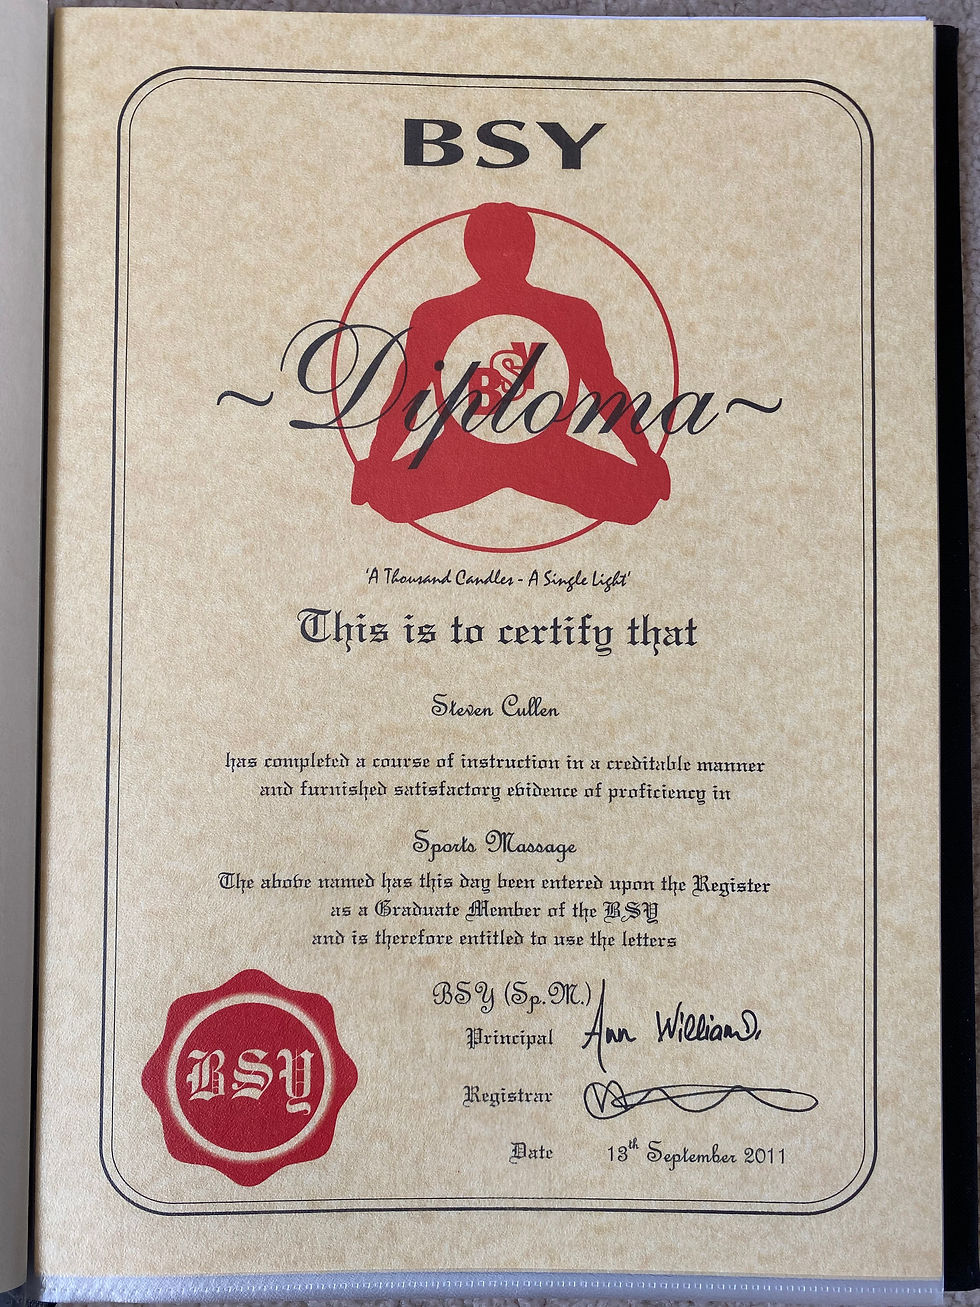 BSY
BSY
~Diploma~
'A Thousand Candles - A Single Light'
This is to certify that
Steven Cullen
has completed a course of instruction in a creditable manner
and furnished satisfactory evidence of proficiency in
Sports Massage
The above named has this day been entered upon the Register
as a Graduate Member of the BSY
and is therefore entitled to use the letters
BSY (Sp.M.)
Principal Ann Williams.
BSY
Registrar
Date 13th September 2011